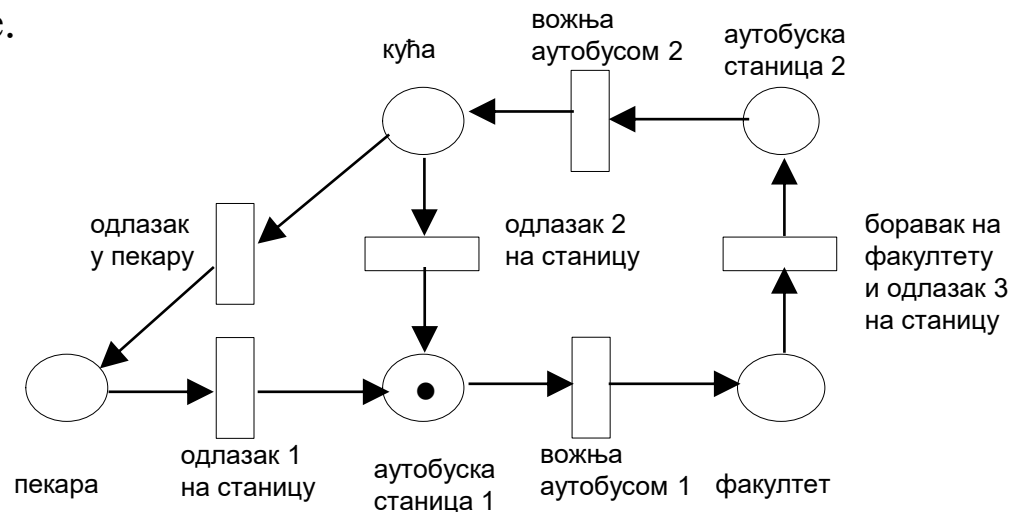 с.
кућа
вожња
аутобусом 2
аутобуска
станица 2
одлазак
у пекару
одлазак 2
на станицу
боравак на
факултету
и одлазак 3
на станицу
пекара
одлазак 1
на станицу
аутобуска
станица 1
вожња
аутобусом 1
факултет